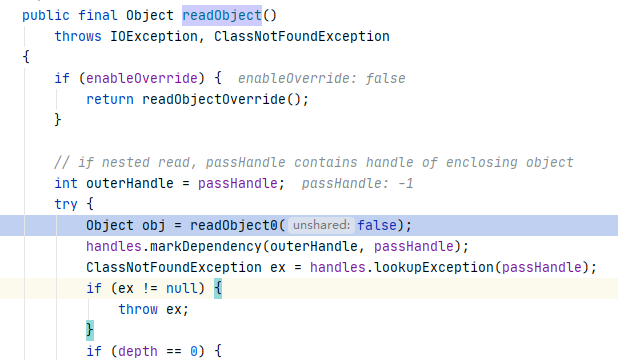 public final Object readObject()
throws IOException, ClassNotFoundException
{
if (enableOverride) { enableOverride: false
return readObjectOverride();
}
// if nested read, passHandle contains handle of enclosing object
int outerHandle = passHandle; passHandle: -1
try {
Object obj = readObject0( unshared: false);
handles.markDependency(outerHandle, passHandle);
ClassNotFoundException ex = handles.lookupException(passHandle);
if (ex != null) {
throw ex;
}
if (depth == 0) {